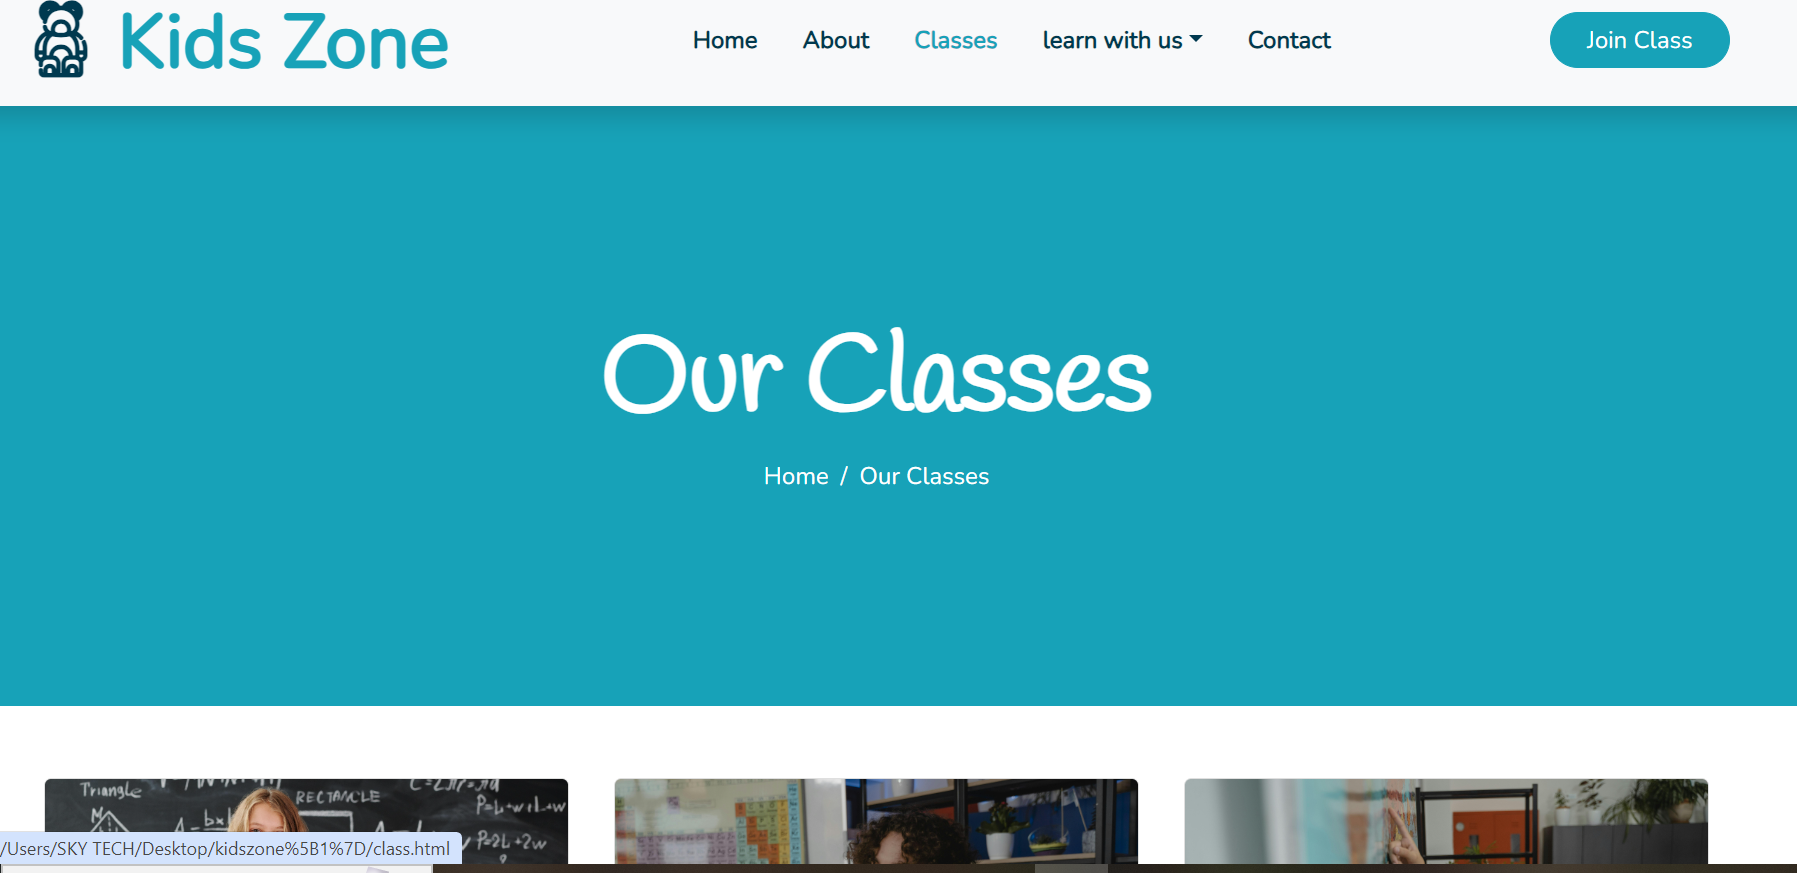 Kids Zone
Home About Classes learn with us Contact
Join Class
Our Classes
Home / Our Classes
Triangle
RECTANGLE
/Users/SKY TECH/Desktop/kidszone%5B1%7D/class.html